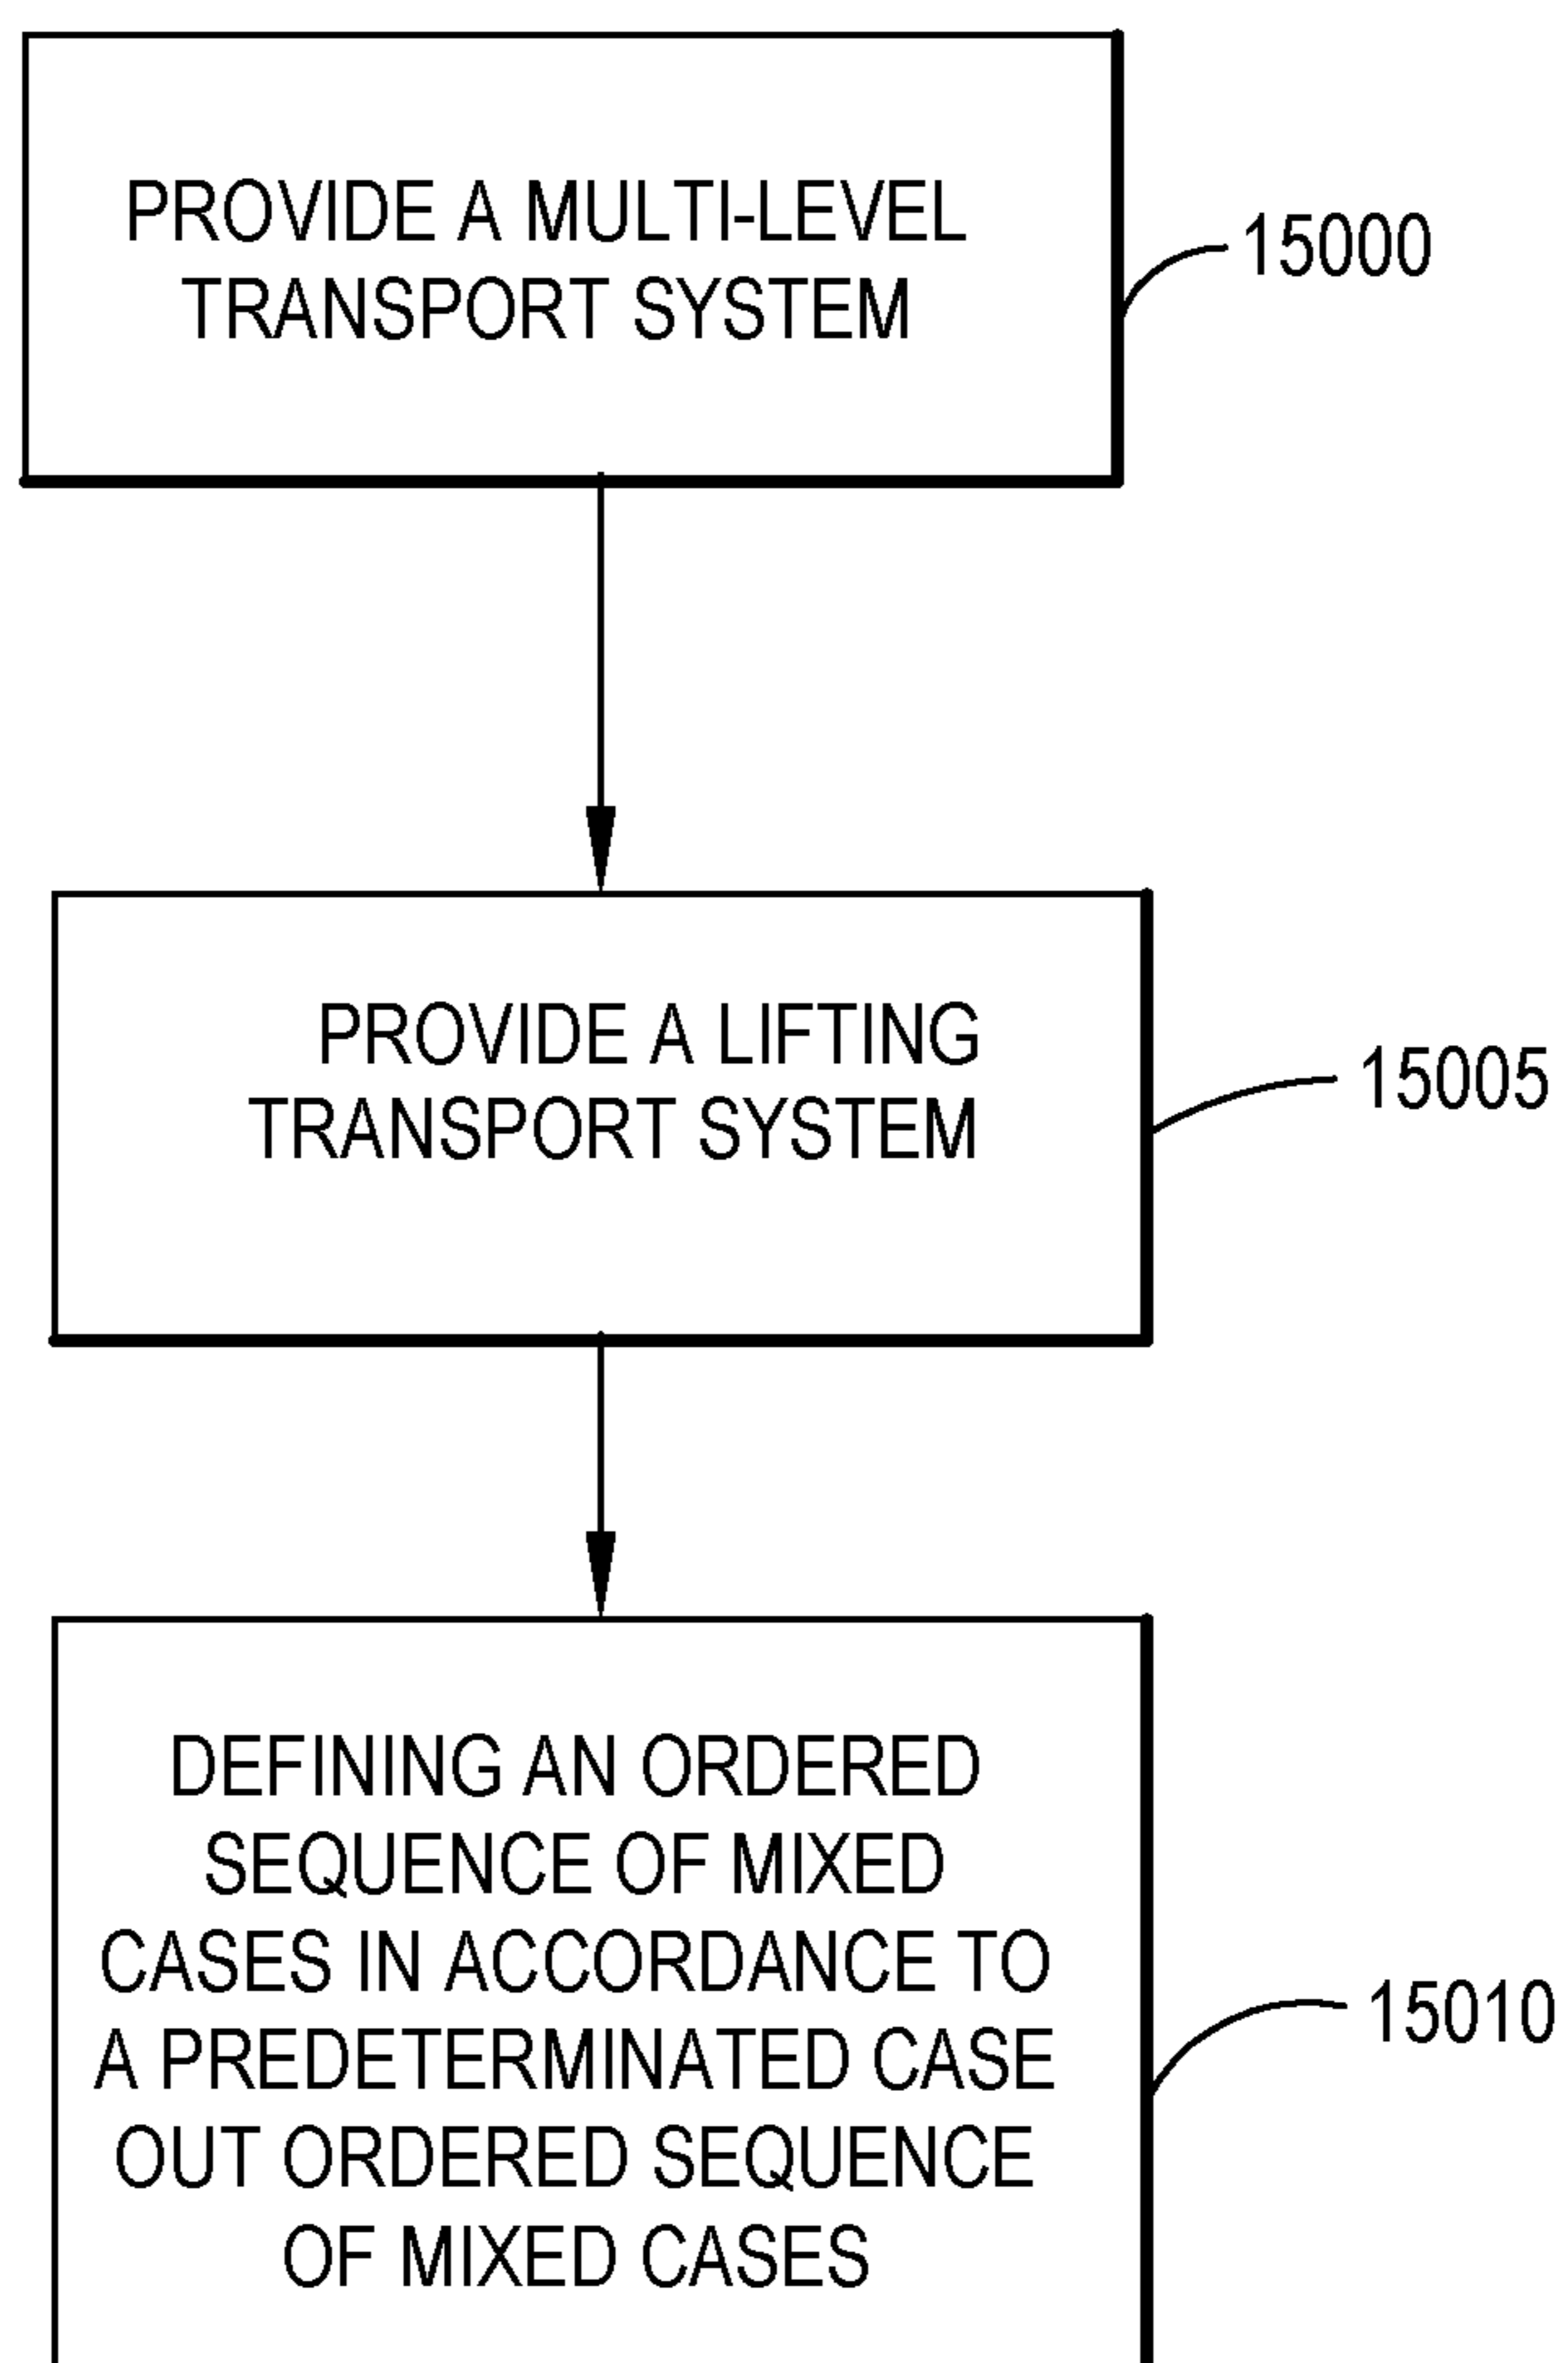 PROVIDE A MULTI-LEVEL
TRANSPORT SYSTEM
15000
PROVIDE A LIFTING
TRANSPORT SYSTEM
15005
DEFINING AN ORDERED
SEQUENCE OF MIXED
CASES IN ACCORDANCE TO
A PREDETERMINATED CASE
OUT ORDERED SEQUENCE
OF MIXED CASES
15010